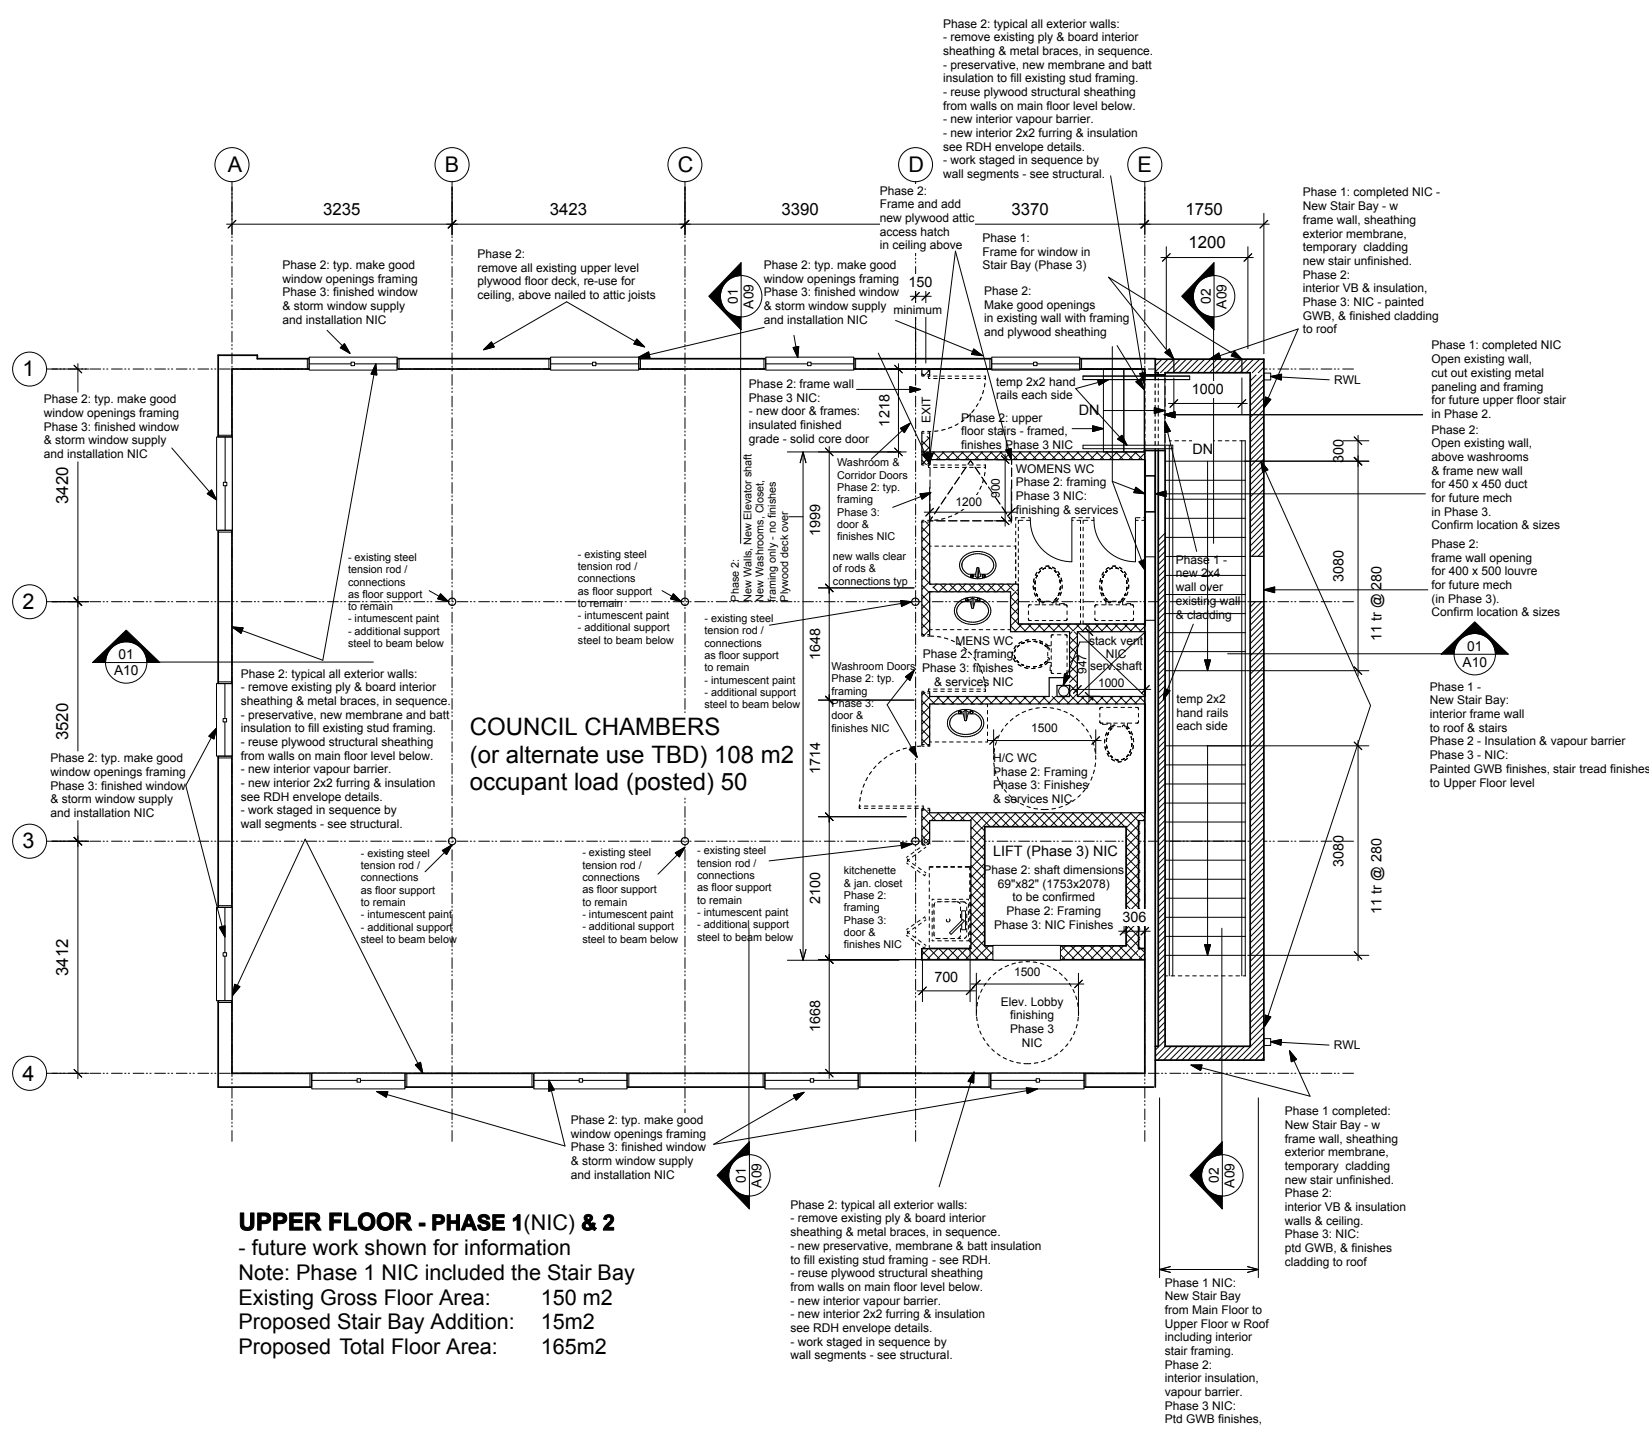 Phase 2: typical all exterior walls:
- remove existing ply & board interior
sheathing & metal braces, in sequence.
- preservative, new membrane and batt
insulation to fill existing stud framing.
- reuse plywood structural sheathing
from walls on main floor level below.
- new interior vapour barrier.
- new interior 2x2 furring & insulation
see RDH envelope details.
- work staged in sequence by
wall segments - see structural.
A
B
C
D
E
3235
3423
3390
3370
1750
1200
Phase 2:
Frame and add
new plywood attic
access hatch
in ceiling above
Phase 1:
Frame for window in
Stair Bay (Phase 3)
Phase 2:
Make good openings
in existing wall with framing
and plywood sheathing
Phase 1: completed NIC -
New Stair Bay - w
frame wall, sheathing
exterior membrane,
temporary cladding
new stair unfinished.
Phase 2:
interior VB & insulation,
Phase 3: NIC - painted
GWB, & finished cladding
to roof
Phase 2: typ. make good
window openings framing
Phase 3: finished window
& storm window supply
and installation NIC
Phase 2:
remove all existing upper level
plywood floor deck, re-use for
ceiling, above nailed to attic joists
01
A09
Phase 2: typ. make good
window openings framing
Phase 3: finished window
& storm window supply
and installation NIC
150
minimum
02
A09
1
Phase 2: typ. make good
window openings framing
Phase 3: finished window
& storm window supply
and installation NIC
3420
Phase 2: frame wall
Phase 3 NIC:
- new door & frames:
insulated finished
grade - solid core door
1218
EXIT
temp 2x2 hand
rails each side
DN
Phase 2: upper
floor stairs - framed,
finishes Phase 3 NIC
1000
DN
RWL
Phase 1: completed NIC
Open existing wall,
cut out existing metal
paneling and framing
for future upper floor stair
in Phase 2.
Phase 2:
Open existing wall,
above washrooms
& frame new wall
for 450 x 450 duct
for future mech
in Phase 3.
Confirm location & sizes
Phase 2:
frame wall opening
for 400 x 500 louvre
for future mech
(in Phase 3).
Confirm location & sizes
300
3080
11 tr @ 280
Phase 2:
New Walls, New Elevator shaft
New Washrooms, Closet,
framing only - no finishes
Plywood deck over
1999
Washroom &
Corridor Doors
Phase 2: typ.
framing
Phase 3:
door &
finishes NIC
new walls clear
of rods &
connections typ
WOMENS WC
Phase 2: framing
Phase 3 NIC:
finishing & services
1200
900
Phase 1 -
new 2x4
wall over
existing wall
& cladding
- existing steel
tension rod /
connections
as floor support
to remain
- intumescent paint
- additional support
steel to beam below
- existing steel
tension rod /
connections
as floor support
to remain
- intumescent paint
- additional support
steel to beam below
- existing steel
tension rod /
connections
as floor support
to remain
- intumescent paint
- additional support
steel to beam below
2
01
A10
1648
MENS WC
Phase 2: framing
Phase 3: finishes
& services NIC
stack vent
NIC
serv.shaft
947
1000
01
A10
Phase 1 -
New Stair Bay:
interior frame wall
to roof & stairs
Phase 2 - Insulation & vapour barrier
Phase 3 - NIC:
Painted GWB finishes, stair tread finishes
to Upper Floor level
Phase 2: typical all exterior walls:
- remove existing ply & board interior
sheathing & metal braces, in sequence.
- preservative, new membrane and batt
insulation to fill existing stud framing.
- reuse plywood structural sheathing
from walls on main floor level below.
- new interior vapour barrier.
- new interior 2x2 furring & insulation
see RDH envelope details.
- work staged in sequence by
wall segments - see structural.
3520
Phase 2: typ. make good
window openings framing
Phase 3: finished window
& storm window supply
and installation NIC
COUNCIL CHAMBERS
(or alternate use TBD) 108 m2
occupant load (posted) 50
Washroom Doors
Phase 2: typ.
framing
Phase 3:
door &
finishes NIC
1714
1500
H/C WC
Phase 2: Framing
Phase 3: Finishes
& services NIC
temp 2x2
hand rails
each side
3
3412
- existing steel
tension rod /
connections
as floor support
to remain
- intumescent paint
- additional support
steel to beam below
- existing steel
tension rod /
connections
as floor support
to remain
- intumescent paint
- additional support
steel to beam below
- existing steel
tension rod /
connections
as floor support
to remain
- intumescent paint
- additional support
steel to beam below
2100
kitchenette
& jan. closet
Phase 2:
framing
Phase 3:
door &
finishes NIC
LIFT (Phase 3) NIC
Phase 2: shaft dimensions
69"x82" (1753x2078)
to be confirmed
Phase 2: Framing
Phase 3: NIC Finishes
306
3080
11 tr @ 280
700
1500
1668
Elev. Lobby
finishing
Phase 3
NIC
RWL
4
Phase 2: typ. make good
window openings framing
Phase 3: finished window
& storm window supply
and installation NIC
01
A09
02
A09
Phase 1 completed:
New Stair Bay - w
frame wall, sheathing
exterior membrane,
temporary cladding
new stair unfinished.
Phase 2:
interior VB & insulation
walls & ceiling.
Phase 3: NIC:
ptd GWB, & finishes
cladding to roof
UPPER FLOOR - PHASE 1(NIC) & 2
- future work shown for information
Note: Phase 1 NIC included the Stair Bay
Existing Gross Floor Area: 150 m2
Proposed Stair Bay Addition: 15m2
Proposed Total Floor Area: 165m2
Phase 2: typical all exterior walls:
- remove existing ply & board interior
sheathing & metal braces, in sequence.
- new preservative, membrane & batt insulation
to fill existing stud framing - see RDH.
- reuse plywood structural sheathing
from walls on main floor level below.
- new interior vapour barrier.
- new interior 2x2 furring & insulation
see RDH envelope details.
- work staged in sequence by
wall segments - see structural.
Phase 1 NIC:
New Stair Bay
from Main Floor to
Upper Floor w Roof
including interior
stair framing.
Phase 2:
interior insulation,
vapour barrier.
Phase 3 NIC:
Ptd GWB finishes,